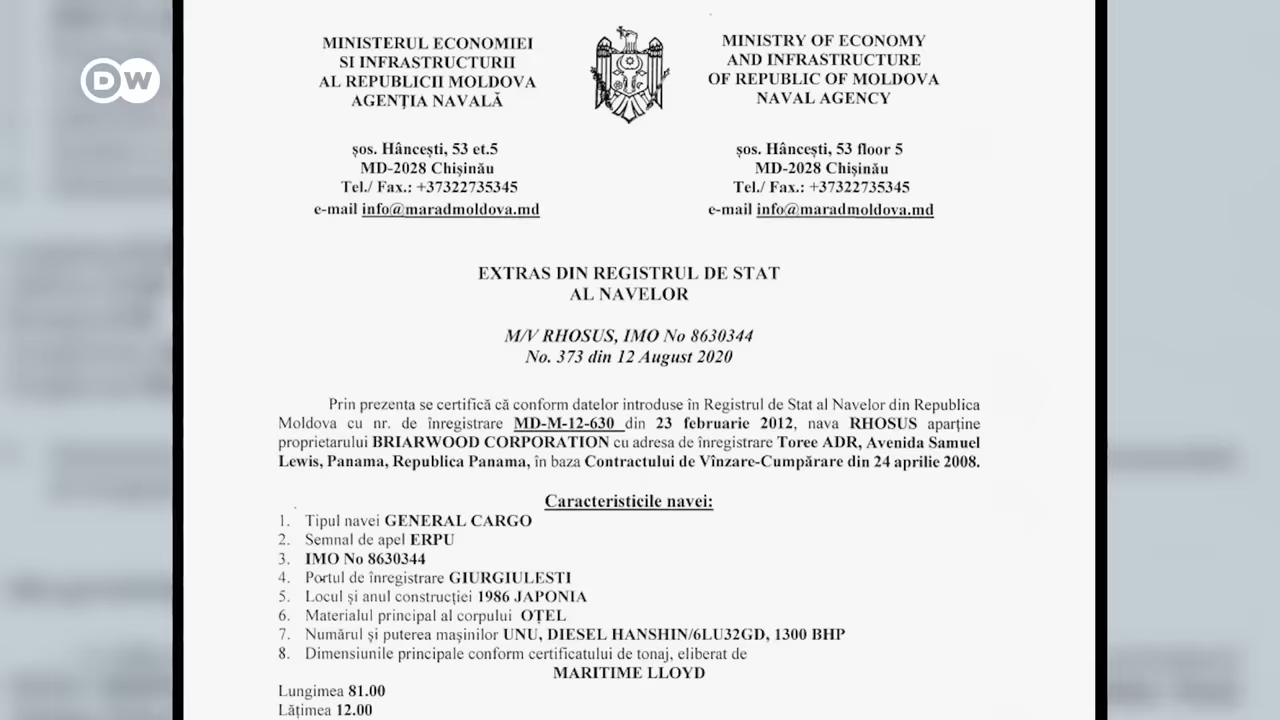 DW
MINISTERUL ECONOMIEI
SI INFRASTRUCTURII
AL REPUBLICII MOLDOVA
AGENȚIA NAVALĂ
MINISTRY OF ECONOMY
AND INFRASTRUCTURE
OF REPUBLIC OF MOLDOVA
NAVAL AGENCY
șos. Hâncești, 53 et.5
MD-2028 Chișinău
Tel./ Fax.: +37322735345
e-mail info@maradmoldova.md
șos. Hâncești, 53 floor 5
MD-2028 Chișinău
Tel./ Fax.: +37322735345
e-mail info@maradmoldova.md
EXTRAS DIN REGISTRUL DE STAT
AL NAVELOR
M/V RHOSUS, IMO No 8630344
No. 373 din 12 August 2020
Prin prezenta se certifică că conform datelor introduse în Registrul de Stat al Navelor din Republica
Moldova cu nr. de înregistrare MD-M-12-630 din 23 februarie 2012, nava RHOSUS aparține
proprietarului BRIARWOOD CORPORATION cu adresa de înregistrare Toree ADR, Avenida Samuel
Lewis, Panama, Republica Panama, în baza Contractului de Vînzare-Cumpărare din 24 aprilie 2008.
Caracteristicile navei:
1. Tipul navei GENERAL CARGO
2. Semnal de apel ERPU
3. IMO No 8630344
4. Portul de înregistrare GIURGIULESTI
5. Locul și anul construcției 1986 JAPONIA
6. Materialul principal al corpului OȚEL
7. Numărul și puterea mașinilor UNU, DIESEL HANSHIN/6LU32GD, 1300 BHP
8. Dimensiunile principale conform certificatului de tonaj, eliberat de
MARITIME LLOYD
Lungimea 81.00
Lățimea 12.00